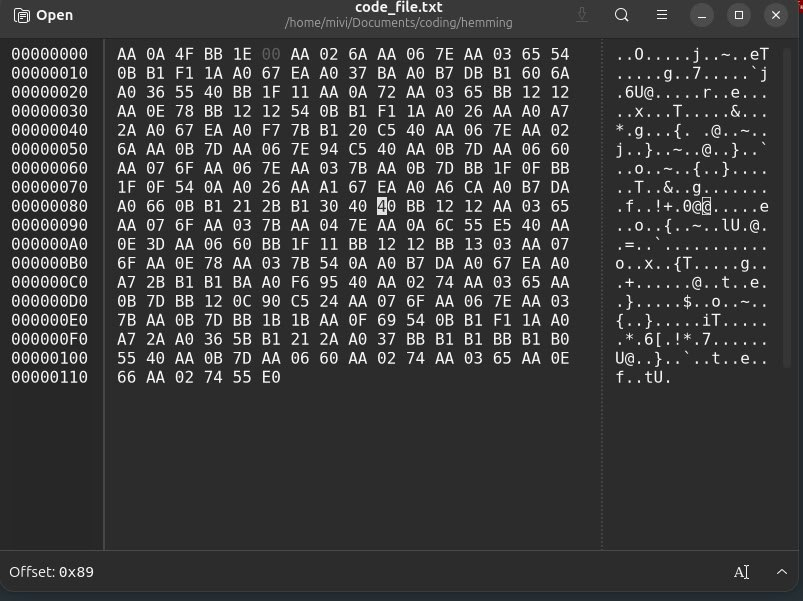 Open
code_file.txt
/home/mivi/Documents/coding/hemming
00000000 AA 0A 4F BB 1E 00 AA 02 6A AA 06 7E AA 03 65 54 ..O.....j..~..eT
00000010 0B B1 F1 1A A0 67 EA A0 37 BA A0 B7 DB B1 60 6A .....g..7.....`j
00000020 A0 36 55 40 BB 1F 11 AA 0A 72 AA 03 65 BB 12 12 .6U@.....r..e...
00000030 AA 0E 78 BB 12 12 54 0B B1 F1 1A A0 26 AA A0 A7 ..x...T.....&...
00000040 2A A0 67 EA A0 F7 7B B1 20 C5 40 AA 06 7E AA 02 *.g...{. .@..~..
00000050 6A AA 0B 7D AA 06 7E 94 C5 40 AA 0B 7D AA 06 60 j..}..~..@..}..`
00000060 AA 07 6F AA 06 7E AA 03 7B AA 0B 7D BB 1F 0F BB ..o..~..{..}....
00000070 1F 0F 54 0A A0 26 AA A1 67 EA A0 A6 CA A0 B7 DA ..T..&..g.......
00000080 A0 66 0B B1 21 2B B1 30 40 40 BB 12 12 AA 03 65 .f..!+.0@@.....e
00000090 AA 07 6F AA 03 7B AA 04 7E AA 0A 6C 55 E5 40 AA ..o..{..~..lU.@.
000000A0 0E 3D AA 06 60 BB 1F 11 BB 12 12 BB 13 03 AA 07 .=..`...........
000000B0 6F AA 0E 78 AA 03 7B 54 0A A0 B7 DA A0 67 EA A0 o..x..{T.....g..
000000C0 A7 2B B1 B1 BA A0 F6 95 40 AA 02 74 AA 03 65 AA .+......@..t..e.
000000D0 0B 7D BB 12 0C 90 C5 24 AA 07 6F AA 06 7E AA 03 .}.....$..o..~..
000000E0 7B AA 0B 7D BB 1B 1B AA 0F 69 54 0B B1 F1 1A A0 {..}.....iT.....
000000F0 A7 2A A0 36 5B B1 21 2A A0 37 BB B1 B1 BB B1 B0 .*.6[.!*.7......
00000100 55 40 AA 0B 7D AA 06 60 AA 02 74 AA 03 65 AA 0E U@..}..`..t..e..
00000110 66 AA 02 74 55 E0 f..tU.
Offset: 0x89